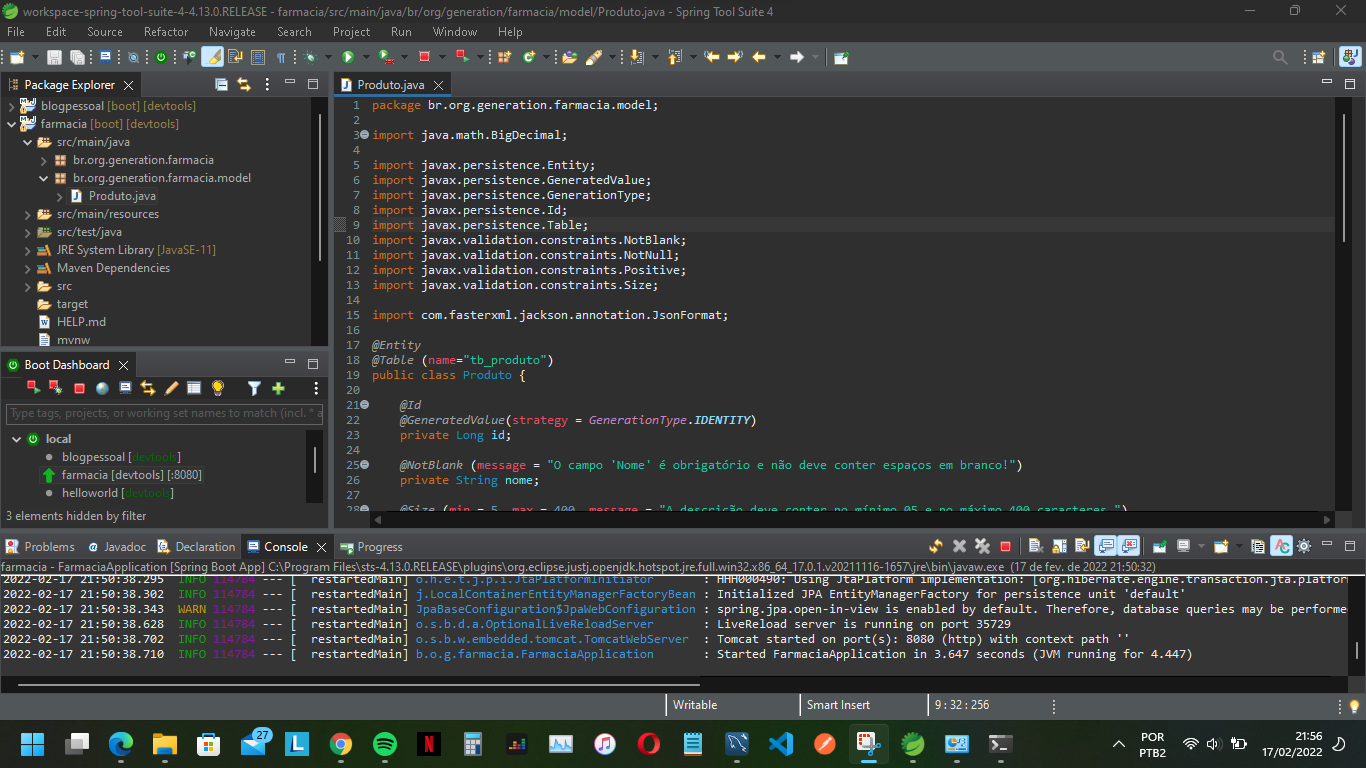 workspace-spring-tool-suite-4-4.13.0.RELEASE - farmacia/src/main/java/br/org/generation/farmacia/model/Produto.java - Spring Tool Suite 4
File Edit Source Refactor Navigate Search Project Run Window Help
Package Explorer
blogpessoal [boot] [devtools]
farmacia [boot] [devtools]
src/main/java
br.org.generation.farmacia
br.org.generation.farmacia.model
Produto.java
src/main/resources
src/test/java
JRE System Library [JavaSE-11]
Maven Dependencies
src
target
HELP.md
mvnw
Boot Dashboard
Type tags, projects, or working set names to match (incl. * a
local
blogpessoal [devtools]
farmacia [devtools] [:8080]
helloworld [devtools]
3 elements hidden by filter
Produto.java
1 package br.org.generation.farmacia.model;
2
3 import java.math.BigDecimal;
4
5 import javax.persistence.Entity;
6 import javax.persistence.GeneratedValue;
7 import javax.persistence.GenerationType;
8 import javax.persistence.Id;
9 import javax.persistence.Table;
10 import javax.validation.constraints.NotBlank;
11 import javax.validation.constraints.NotNull;
12 import javax.validation.constraints.Positive;
13 import javax.validation.constraints.Size;
14
15 import com.fasterxml.jackson.annotation.JsonFormat;
16
17 @Entity
18 @Table (name="tb_produto")
19 public class Produto {
20
21 @Id
22 @GeneratedValue(strategy = GenerationType.IDENTITY)
23 private Long id;
24
25 @NotBlank (message = "O campo 'Nome' é obrigatório e não deve conter espaços em branco!")
26 private String nome;
27
28 @Size (min = 5, max = 400, message = "A descrição deve conter no mínimo 05 e no máximo 400 caracteres.")
Problems Javadoc Declaration Console Progress
farmacia - FarmaciaApplication [Spring Boot App] C:\Program Files\sts-4.13.0.RELEASE\plugins\org.eclipse.justj.openjdk.hotspot.jre.full.win32.x86_64_17.0.1.v20211116-1657\jre\bin\javaw.exe (17 de fev. de 2022 21:50:32)
2022-02-17 21:50:38.295 INFO 114784 --- [ restartedMain] o.h.e.t.j.p.i.JtaPlatformInitiator : HHH000490: Using JtaPlatform implementation: [org.hibernate.engine.transaction.jta.platfor
2022-02-17 21:50:38.302 INFO 114784 --- [ restartedMain] j.LocalContainerEntityManagerFactoryBean : Initialized JPA EntityManagerFactory for persistence unit 'default'
2022-02-17 21:50:38.343 WARN 114784 --- [ restartedMain] JpaBaseConfiguration$JpaWebConfiguration : spring.jpa.open-in-view is enabled by default. Therefore, database queries may be performe
2022-02-17 21:50:38.628 INFO 114784 --- [ restartedMain] o.s.b.d.a.OptionalLiveReloadServer : LiveReload server is running on port 35729
2022-02-17 21:50:38.702 INFO 114784 --- [ restartedMain] o.s.b.w.embedded.tomcat.TomcatWebServer : Tomcat started on port(s): 8080 (http) with context path ''
2022-02-17 21:50:38.710 INFO 114784 --- [ restartedMain] b.o.g.farmacia.FarmaciaApplication : Started FarmaciaApplication in 3.647 seconds (JVM running for 4.447)
Writable Smart Insert 9 : 32 : 256
27
POR
PTB2
21:56
17/02/2022